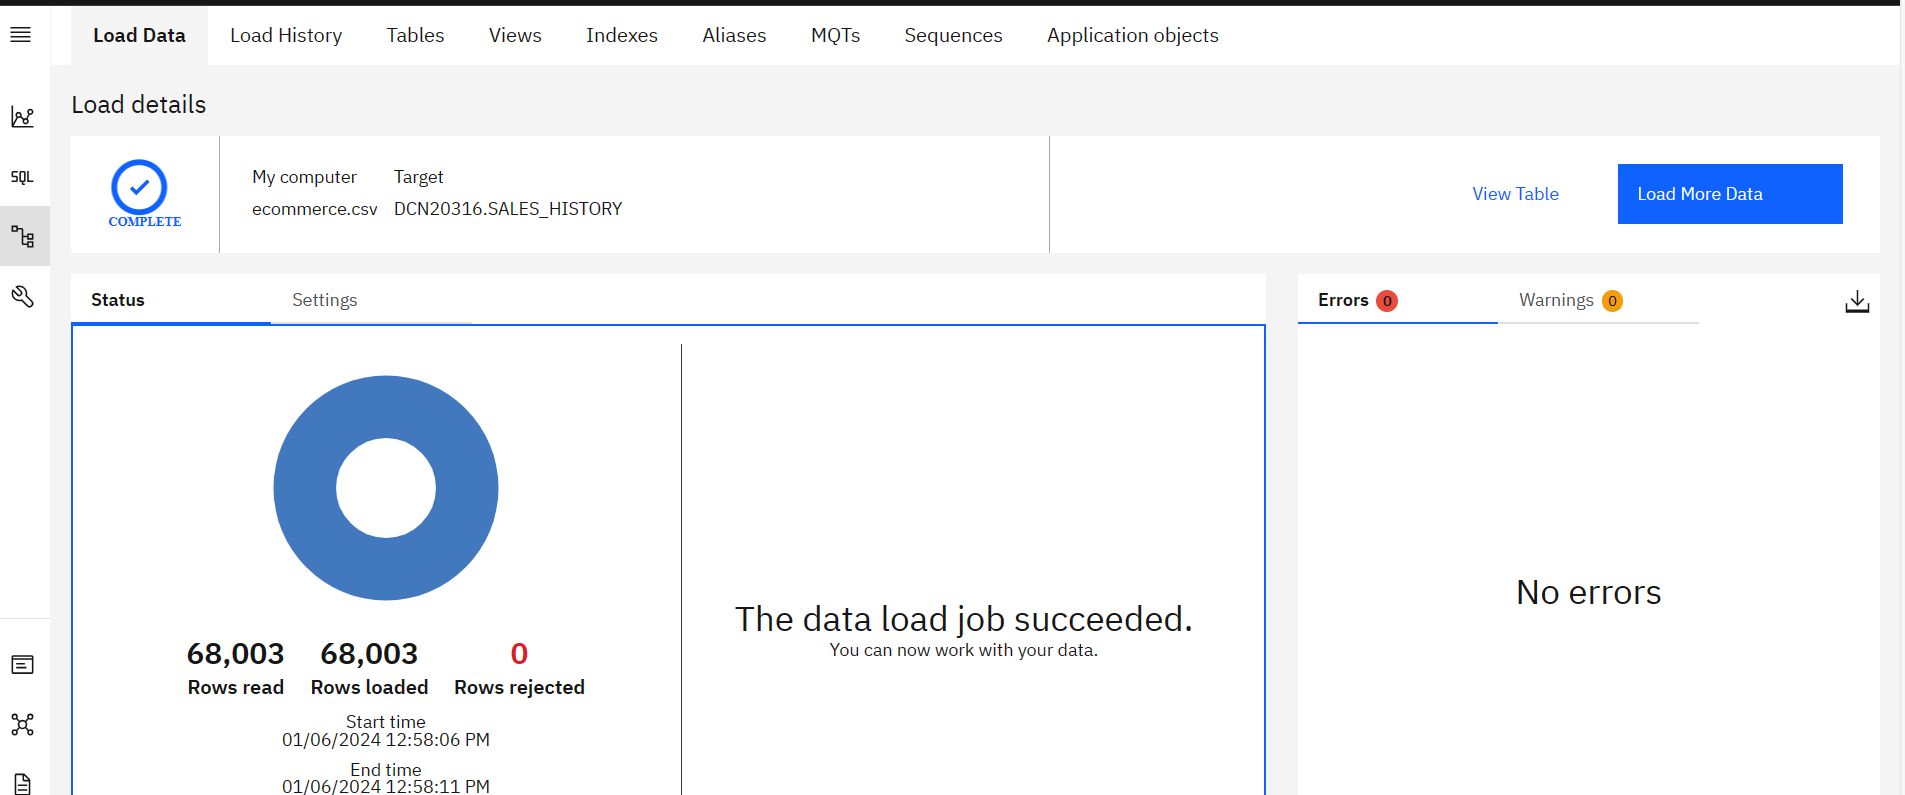 Load Data Load History Tables Views Indexes Aliases MQTs Sequences Application objects
Load details
SQL
COMPLETE
My computer Target
ecommerce.csv DCN20316.SALES_HISTORY
View Table
Load More Data
Status Settings
Errors 0 Warnings 0
68,003 68,003 0
Rows read Rows loaded Rows rejected
Start time
01/06/2024 12:58:06 PM
End time
01/06/2024 12:58:11 PM
The data load job succeeded.
You can now work with your data.
No errors